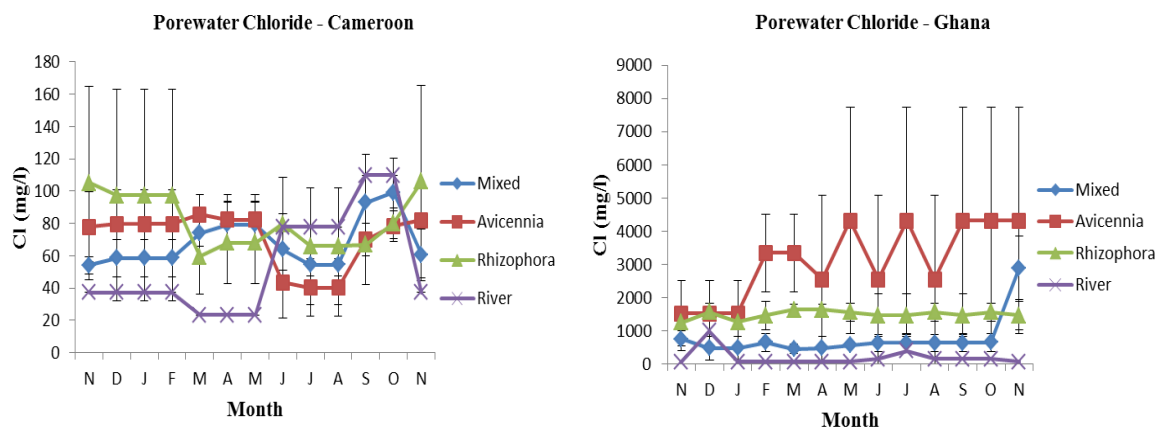 Porewater Chloride - Cameroon
Cl (mg/l)
180
160
140
120
100
80
60
40
20
0
N D J F M A M J J A S O N
Month
Mixed
Avicennia
Rhizophora
River
Porewater Chloride - Ghana
Cl (mg/l)
9000
8000
7000
6000
5000
4000
3000
2000
1000
0
N D J F M A M J J A S O N
Month
Mixed
Avicennia
Rhizophora
River